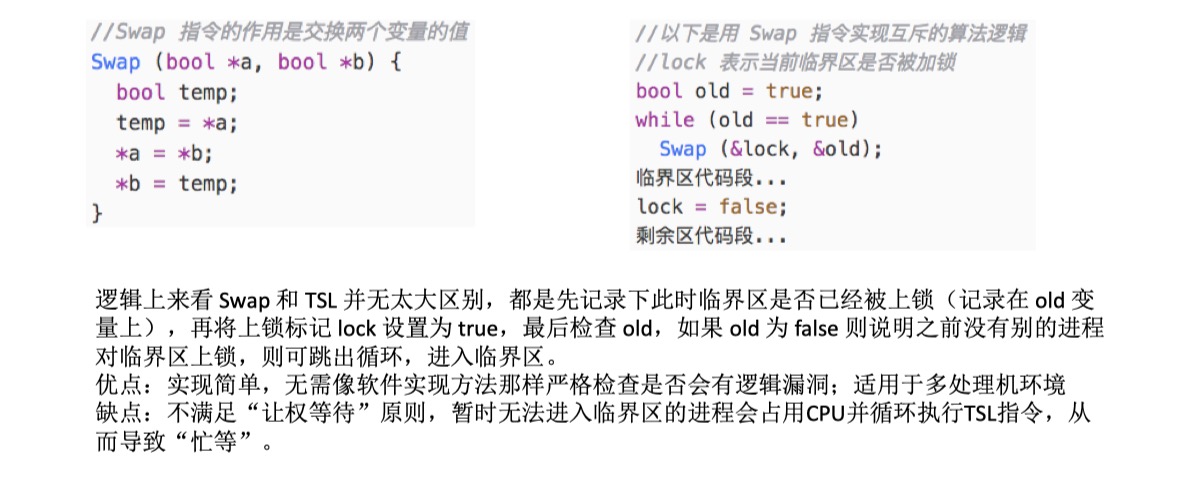 //Swap 指令的作用是交换两个变量的值
Swap (bool *a, bool *b) {
  bool temp;
  temp = *a;
  *a = *b;
  *b = temp;
}
//以下是用 Swap 指令实现互斥的算法逻辑
//lock 表示当前临界区是否被加锁
bool old = true;
while (old == true)
  Swap (&lock, &old);
临界区代码段...
lock = false;
剩余区代码段...
逻辑上来看 Swap 和 TSL 并无太大区别，都是先记录下此时临界区是否已经被上锁（记录在 old 变
量上），再将上锁标记 lock 设置为 true，最后检查 old，如果 old 为 false 则说明之前没有别的进程
对临界区上锁，则可跳出循环，进入临界区。
优点：实现简单，无需像软件实现方法那样严格检查是否会有逻辑漏洞；适用于多处理机环境
缺点：不满足“让权等待”原则，暂时无法进入临界区的进程会占用CPU并循环执行TSL指令，从
而导致“忙等”。